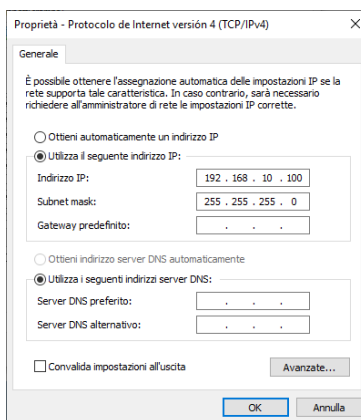 Proprietà - Protocolo de Internet versión 4 (TCP/IPv4)
Generale
È possibile ottenere l'assegnazione automatica delle impostazioni IP se la
rete supporta tale caratteristica. In caso contrario, sarà necessario
richiedere all'amministratore di rete le impostazioni IP corrette.
Ottieni automaticamente un indirizzo IP
Utilizza il seguente indirizzo IP:
Indirizzo IP: 192 . 168 . 10 . 100
Subnet mask: 255 . 255 . 255 . 0
Gateway predefinito: . . .
Ottieni indirizzo server DNS automaticamente
Utilizza i seguenti indirizzi server DNS:
Server DNS preferito: . . .
Server DNS alternativo: . . .
Convalida impostazioni all'uscita Avanzate...
OK Annulla